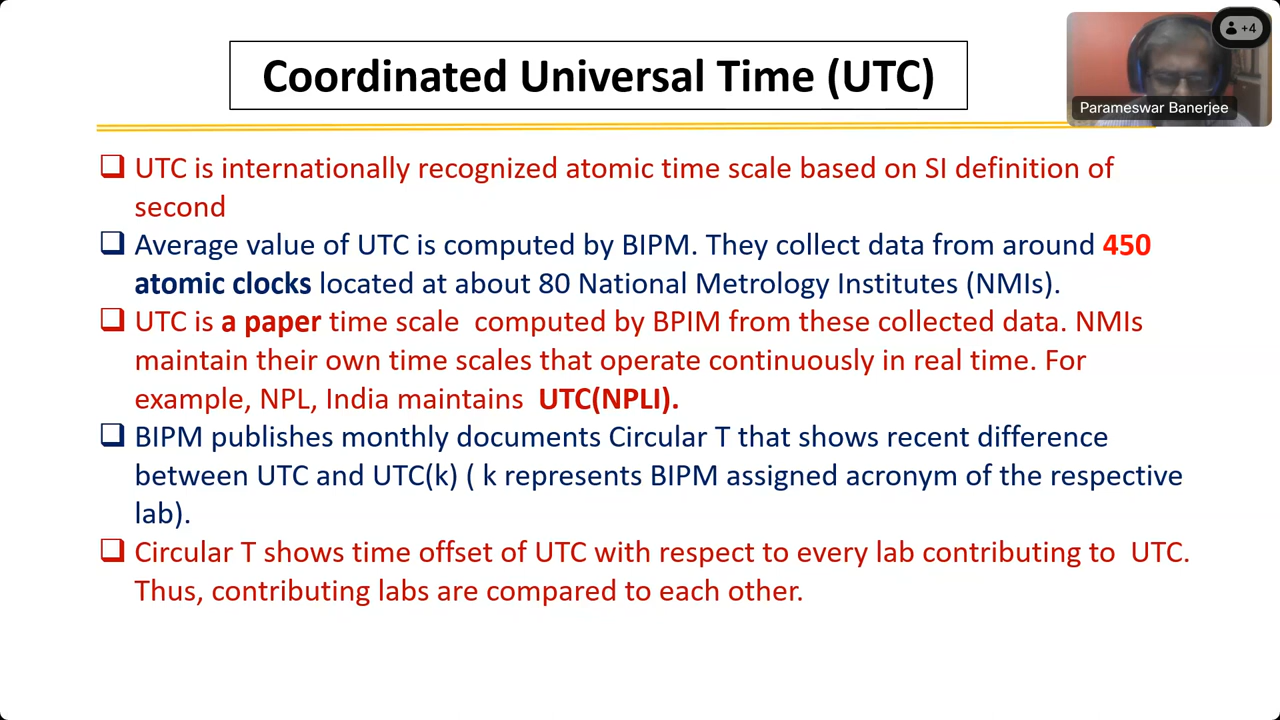 Coordinated Universal Time (UTC)
+4
Parameswar Banerjee
UTC is internationally recognized atomic time scale based on SI definition of
second
Average value of UTC is computed by BIPM. They collect data from around 450
atomic clocks located at about 80 National Metrology Institutes (NMIs).
UTC is a paper time scale computed by BPIM from these collected data. NMIs
maintain their own time scales that operate continuously in real time. For
example, NPL, India maintains UTC(NPLI).
BIPM publishes monthly documents Circular T that shows recent difference
between UTC and UTC(k) ( k represents BIPM assigned acronym of the respective
lab).
Circular T shows time offset of UTC with respect to every lab contributing to UTC.
Thus, contributing labs are compared to each other.